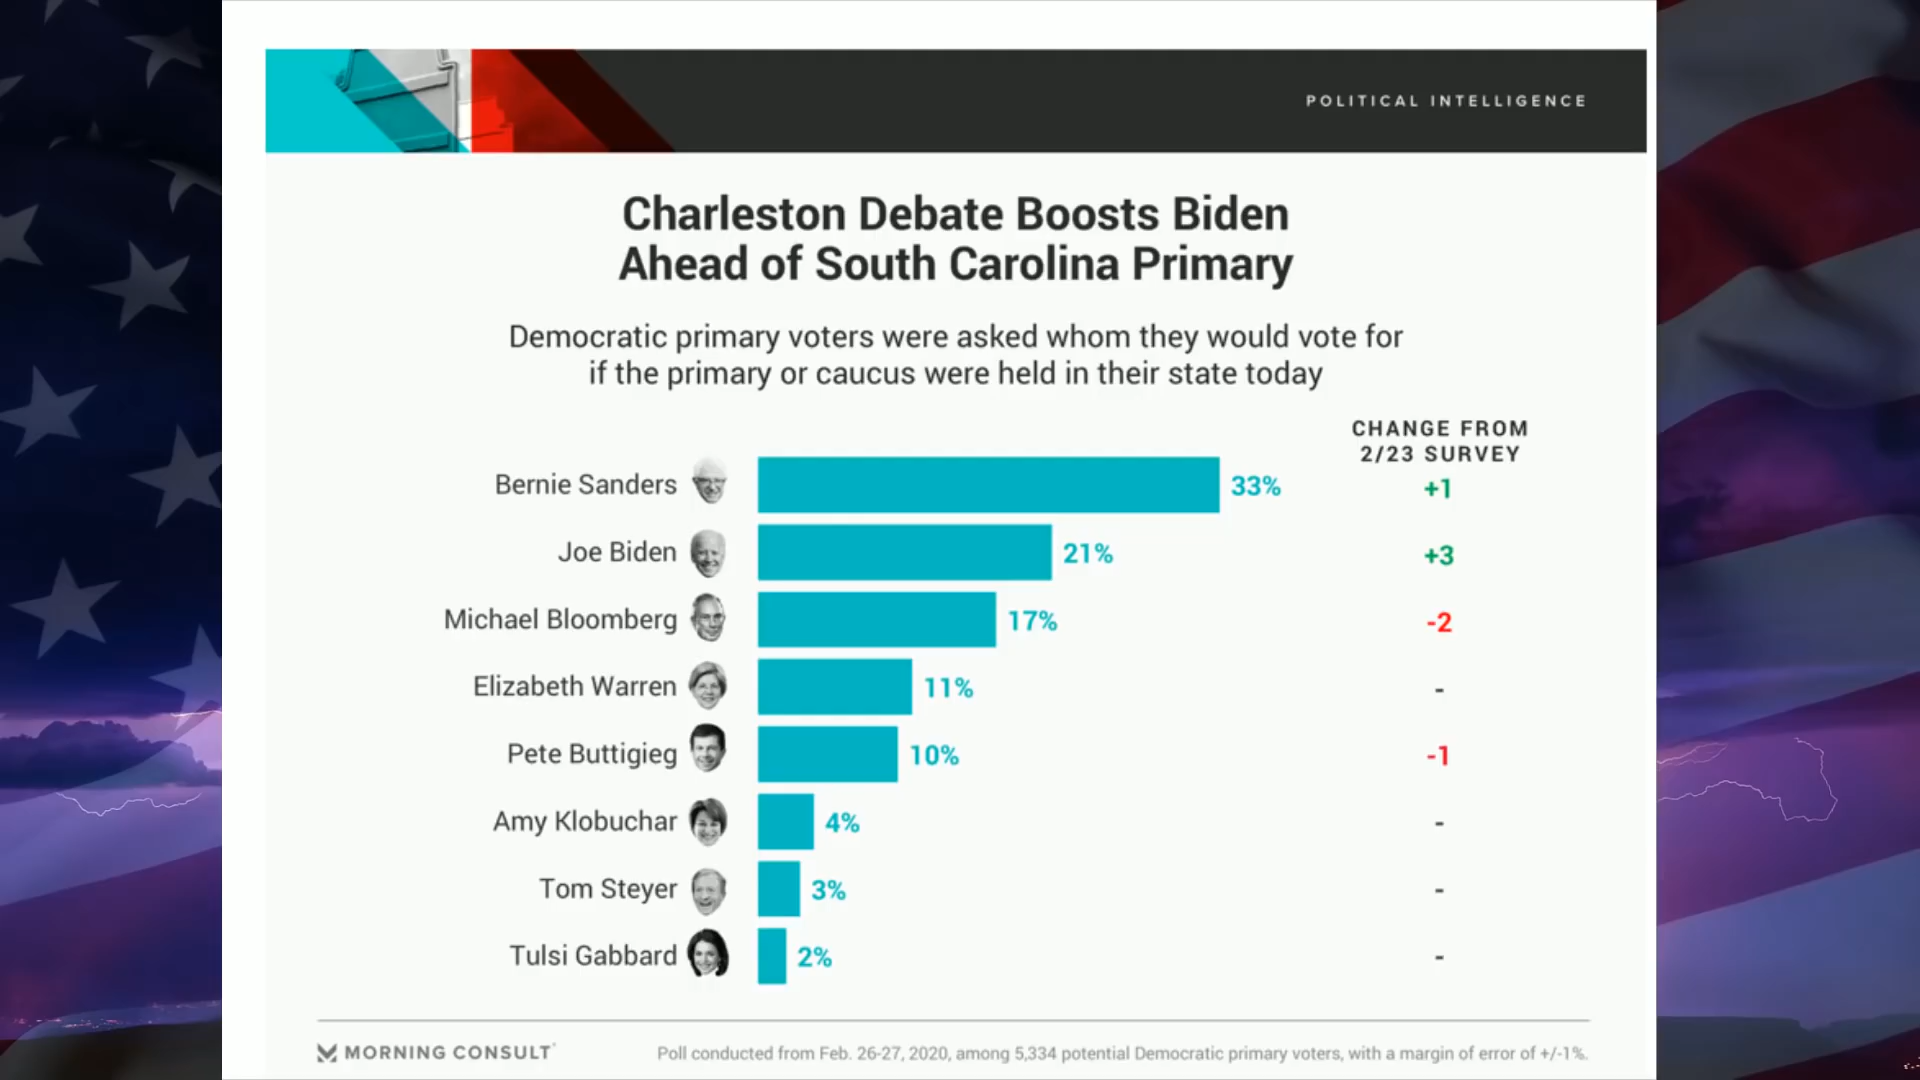 POLITICAL INTELLIGENCE
Charleston Debate Boosts Biden
Ahead of South Carolina Primary
Democratic primary voters were asked whom they would vote for
if the primary or caucus were held in their state today
CHANGE FROM
2/23 SURVEY
Bernie Sanders 33% +1
Joe Biden 21% +3
Michael Bloomberg 17% -2
Elizabeth Warren 11% -
Pete Buttigieg 10% -1
Amy Klobuchar 4% -
Tom Steyer 3% -
Tulsi Gabbard 2% -
MORNING CONSULT Poll conducted from Feb. 26-27, 2020, among 5,334 potential Democratic primary voters, with a margin of error of +/-1%.